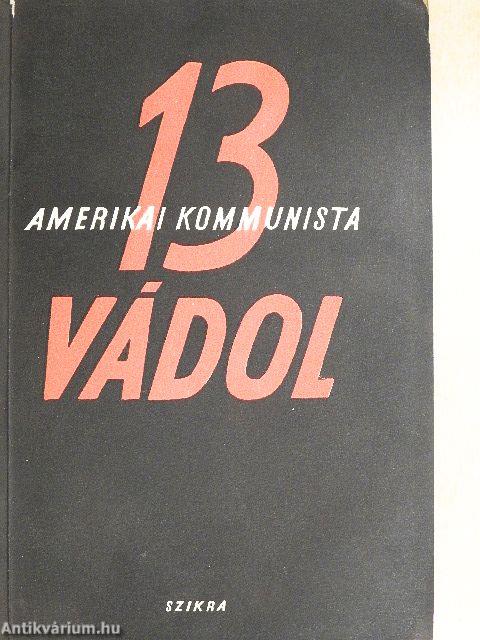 13
AMERIKAI KOMMUNISTA
VÁDOL
SZIKRA
Antikvárium.hu